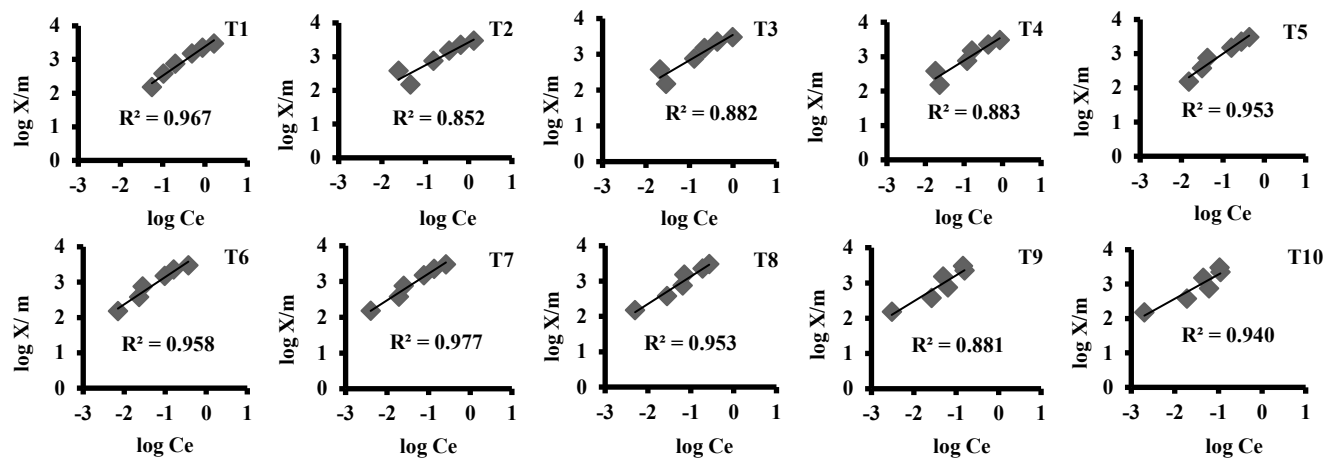 T1
log X/m
4
3
2
1
0
R² = 0.967
-3 -2 -1 0 1
log Ce
T2
log X/m
4
3
2
1
0
R² = 0.852
-3 -2 -1 0 1
log Ce
T3
log X/m
4
3
2
1
0
R² = 0.882
-3 -2 -1 0 1
log Ce
T4
log X/m
4
3
2
1
0
R² = 0.883
-3 -2 -1 0 1
log Ce
T5
log X/m
4
3
2
1
0
R² = 0.953
-3 -2 -1 0 1
log Ce
T6
log X/ m
4
3
2
1
0
R² = 0.958
-3 -2 -1 0 1
log Ce
T7
log X/m
4
3
2
1
0
R² = 0.977
-3 -2 -1 0 1
log Ce
T8
log X/m
4
3
2
1
0
R² = 0.953
-3 -2 -1 0 1
log Ce
T9
log X/m
4
3
2
1
0
R² = 0.881
-3 -2 -1 0 1
log Ce
T10
log X/m
4
3
2
1
0
R² = 0.940
-3 -2 -1 0 1
log Ce